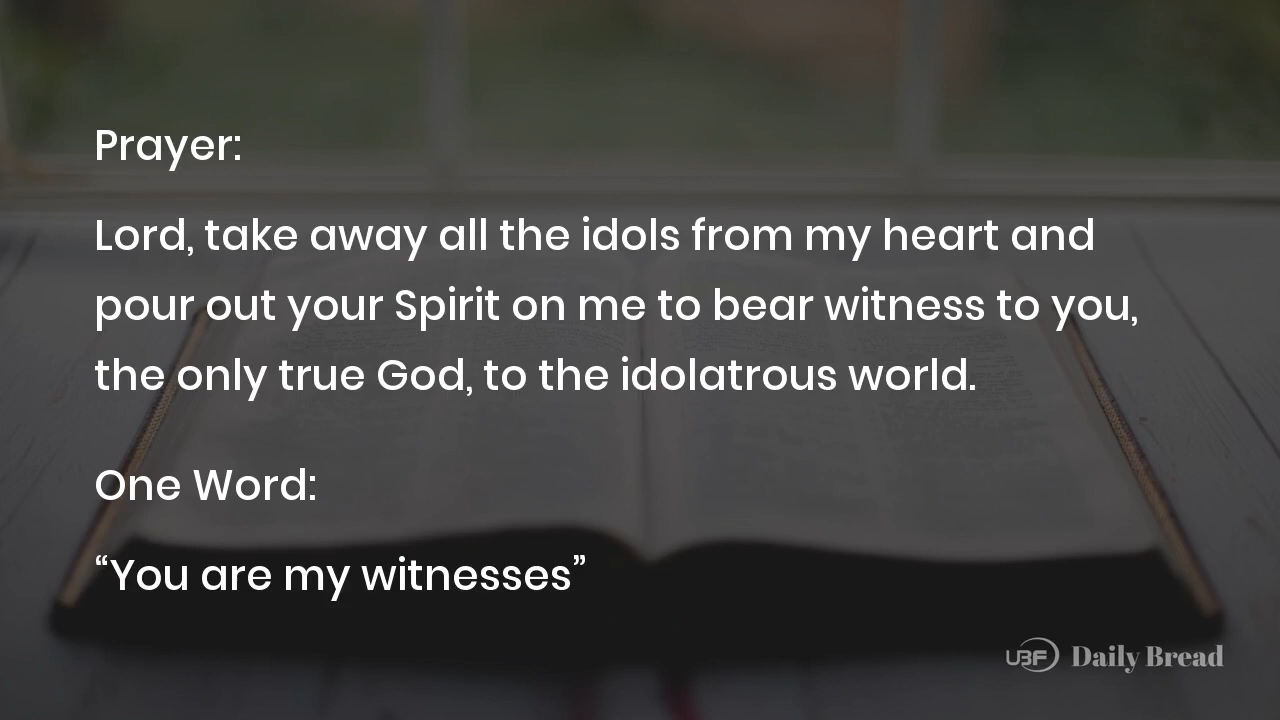 Prayer:
Lord, take away all the idols from my heart and
pour out your Spirit on me to bear witness to you,
the only true God, to the idolatrous world.
One Word:
“You are my witnesses”
UBF Daily Bread